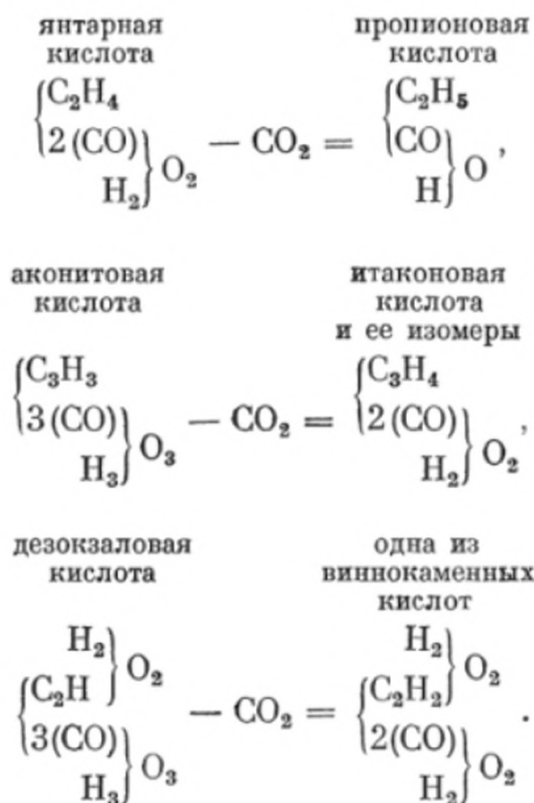 янтарная пропионовая
кислота кислота
{C₂H₄ {C₂H₅
{2(CO)} O₂ — CO₂ = {CO} O,
H₂} H}
аконитовая итаконовая
кислота кислота
и ее изомеры
{C₃H₃ {C₃H₄
{3(CO)} O₃ — CO₂ = {2(CO)} O₂,
H₃} H₂}
дезокзаловая одна из
кислота виннокаменных
кислот
H₂} O₂ H₂} O₂
{C₂H} {C₂H₂}
{3(CO)} O₃ — CO₂ = {2(CO)} O₂.
H₃} H₂}